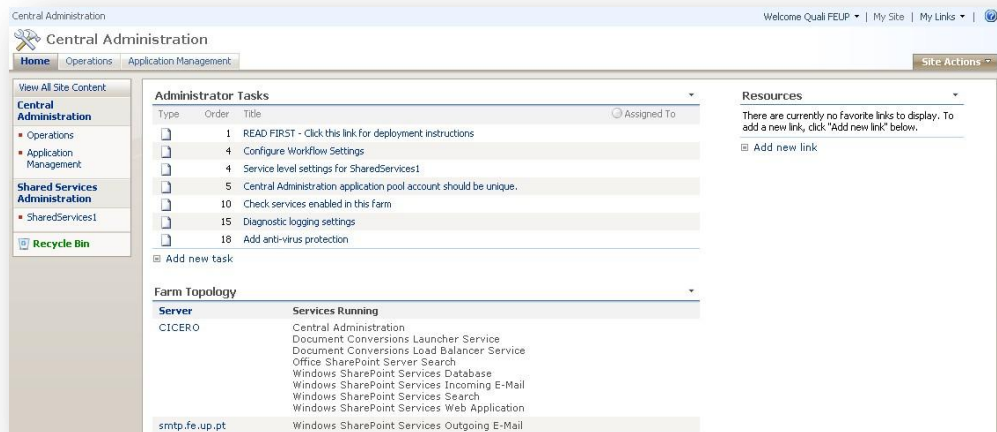 Central Administration
Welcome Quali FEUP | My Site | My Links |
Central Administration
Home Operations Application Management Site Actions
View All Site Content
Central Administration
Operations
Application Management
Shared Services Administration
SharedServices1
Recycle Bin
Administrator Tasks
Type Order Title Assigned To
1 READ FIRST - Click this link for deployment instructions
4 Configure Workflow Settings
4 Service level settings for SharedServices1
5 Central Administration application pool account should be unique.
10 Check services enabled in this farm
15 Diagnostic logging settings
18 Add anti-virus protection
Add new task
Farm Topology
Server Services Running
CICERO Central Administration
Document Conversions Launcher Service
Document Conversions Load Balancer Service
Office SharePoint Server Search
Windows SharePoint Services Database
Windows SharePoint Services Incoming E-Mail
Windows SharePoint Services Search
Windows SharePoint Services Web Application
smtp.fe.up.pt Windows SharePoint Services Outgoing E-Mail
Resources
There are currently no favorite links to display. To
add a new link, click "Add new link" below.
Add new link